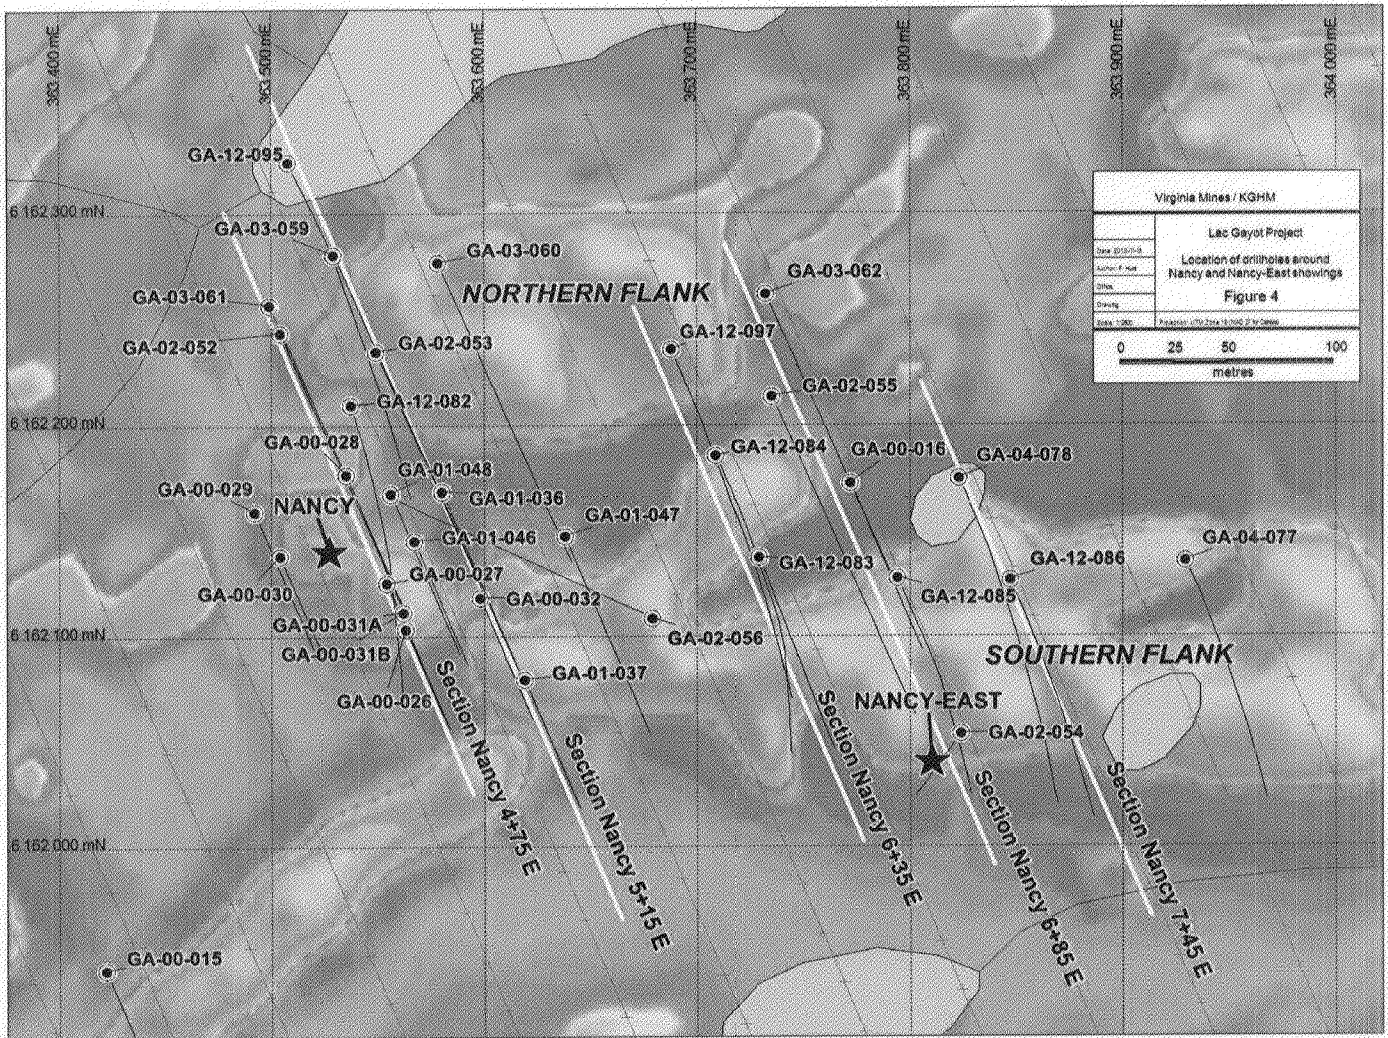 363.400 mE
363.500 mE
363.600 mE
363.700 mE
363.800 mE
363.900 mE
364.000 mE
GA-12-095
6 162.300 mN
GA-03-059
GA-03-060
GA-03-062
NORTHERN FLANK
GA-03-061
GA-02-052
GA-02-053
GA-12-097
GA-12-082
GA-02-055
6 162.200 mN
GA-00-028
GA-12-084
GA-00-016
GA-04-078
GA-01-048
GA-00-029
NANCY
GA-01-036
GA-01-047
GA-01-046
GA-04-077
GA-12-083
GA-12-086
GA-00-027
GA-00-030
GA-00-032
GA-12-085
GA-00-031A
6 162.100 mN
GA-02-056
GA-00-031B
SOUTHERN FLANK
GA-01-037
GA-00-026
NANCY-EAST
GA-02-054
Section Nancy 4+75 E
Section Nancy 5+15 E
Section Nancy 6+35 E
Section Nancy 6+85 E
Section Nancy 7+45 E
6 162.000 mN
GA-00-015
Virginia Mines / KGHM
Lac Gayot Project
Location of drillholes around
Nancy and Nancy-East showings
Figure 4
0 25 50 100
metres